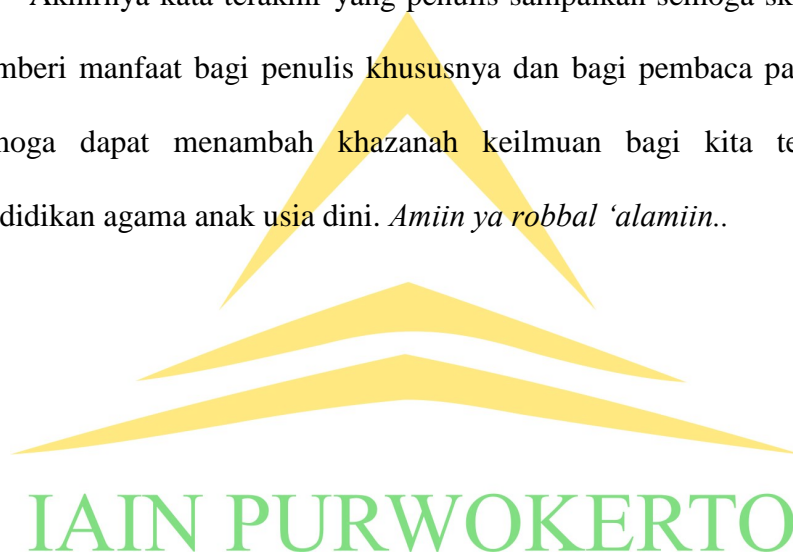 Akhirnya kata terakhir yang penulis sampaikan semoga sk
mberi manfaat bagi penulis khususnya dan bagi pembaca pa
noga dapat menambah khazanah keilmuan bagi kita te
didikan agama anak usia dini. Amiin ya robbal ‘alamiin..
IAIN PURWOKERTO